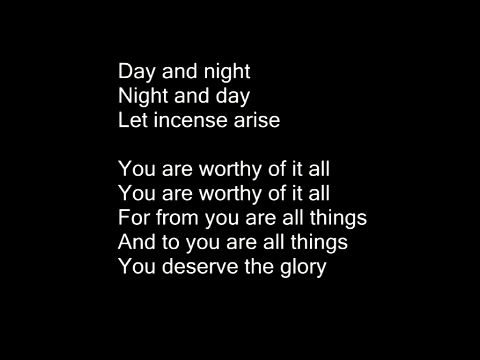 Day and night
Night and day
Let incense arise
You are worthy of it all
You are worthy of it all
For from you are all things
And to you are all things
You deserve the glory